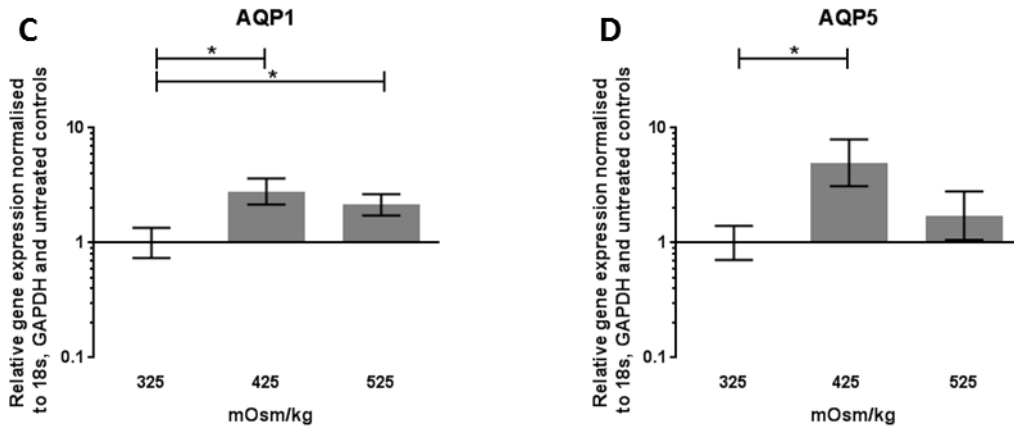 C
AQP1
*
*
Relative gene expression normalised
to 18s, GAPDH and untreated controls
10
1
0.1
325 425 525
mOsm/kg
D
AQP5
*
Relative gene expression normalised
to 18s, GAPDH and untreated controls
10
1
0.1
325 425 525
mOsm/kg